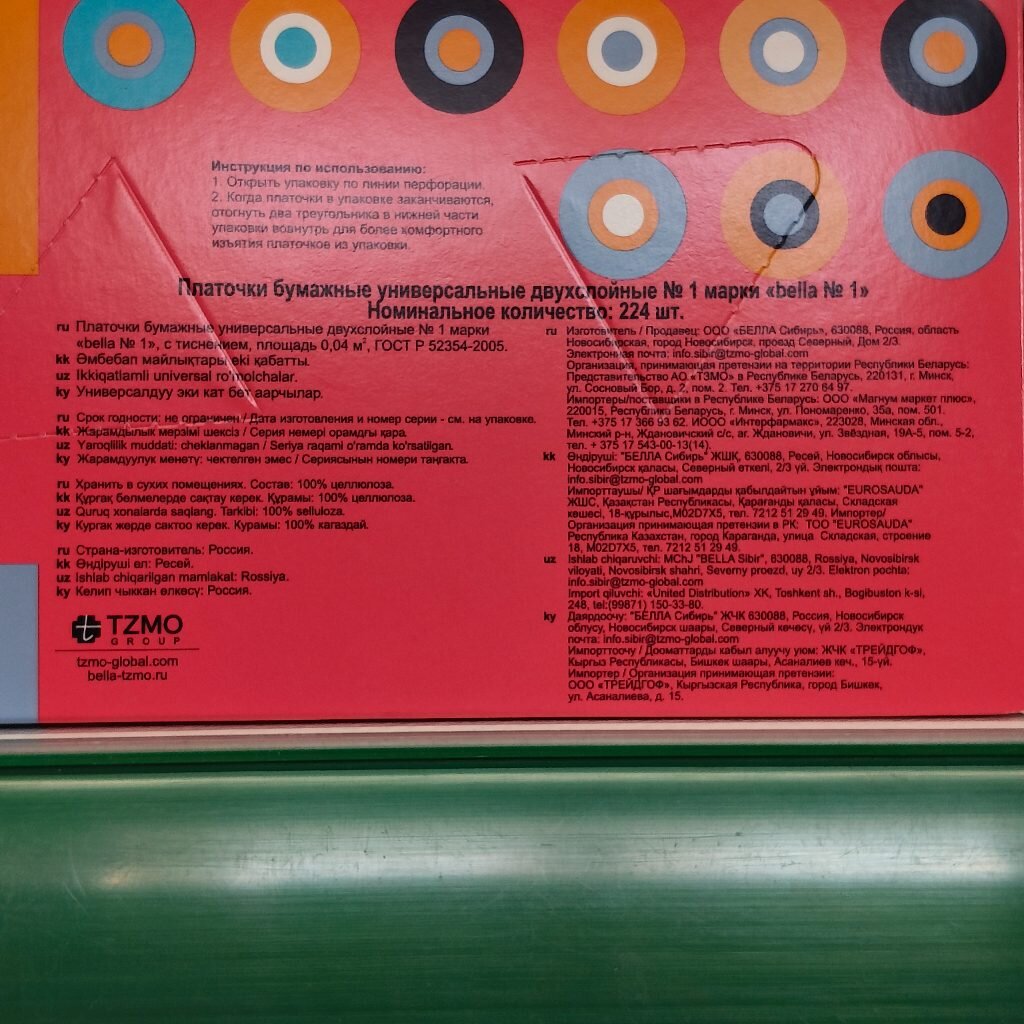 Инструкция по использованию:
1. Открыть упаковку по линии перфорации.
2. Когда платочки в упаковке заканчиваются,
отогнуть два треугольника в нижней части
упаковки вовнутрь для более комфортного
изъятия платочков из упаковки.
Платочки бумажные универсальные двухслойные № 1 марки «bella № 1»
Номинальное количество: 224 шт.
ru Платочки бумажные универсальные двухслойные № 1 марки
«bella № 1», с тиснением, площадь 0,04 м², ГОСТ Р 52354-2005.
kk Әмбебап майлықтары екі қабатты.
uz Ikkiqatlamli universal ro'molchalar.
ky Универсалдуу эки кат бет аарчылар.
ru Срок годности: не ограничен / Дата изготовления и номер серии - см. на упаковке.
kk Жарамдылық мерзімі шексіз / Серия немері орамдғы қара.
uz Yaroqlilik muddati: cheklanmagan / Seriya raqami o'ramda ko'rsatilgan.
ky Жарамдуулук менөтү: чектелген эмес / Сериясынын номери таңгакта.
ru Хранить в сухих помещениях. Состав: 100% целлюлоза.
kk Құрғақ белмелерде сақтау керек. Құрамы: 100% целлюлоза.
uz Quruq xonalarda saqlang. Tarkibi: 100% selluloza.
ky Кургак жерде сактоо керек. Курамы: 100% кагаздай.
ru Страна-изготовитель: Россия.
kk Өндіруші ел: Ресей.
uz Ishlab chiqarilgan mamlakat: Rossiya.
ky Келип чыккан өлкөсү: Россия.
TZMO
GROUP
tzmo-global.com
bella-tzmo.ru
ru Изготовитель / Продавец: ООО «БЕЛЛА Сибирь», 630088, Россия, область
Новосибирская, город Новосибирск, проезд Северный, Дом 2/3.
Электронная почта: info.sibir@tzmo-global.com
Организация, принимающая претензии на территории Республики Беларусь:
Представительство АО «ТЗМО» в Республике Беларусь, 220131, г. Минск,
ул. Сосновый Бор, д. 2, пом. 2. Тел. +375 17 270 64 97.
Импортеры/поставщики в Республике Беларусь: ООО «Магнум маркет плюс»,
220015, Республика Беларусь, г. Минск, ул. Пономаренко, 35а, пом. 501.
Тел. +375 17 366 93 62. ИООО «Интерфармакс», 223028, Минская обл.,
Минский р-н, Ждановичский с/с, аг. Ждановичи, ул. Звёздная, 19А-5, пом. 5-2,
тел. + 375 17 543-00-13(14).
kk Өндіруші: "БЕЛЛА Сибирь" ЖШҚ, 630088, Ресей, Новосибирск облысы,
Новосибирск қаласы, Северный өткелі, 2/3 үй. Электрондық пошта:
info.sibir@tzmo-global.com
Импорттаушы/ ҚР шағымдарды қабылдайтын ұйым: "EUROSAUDA"
ЖШС, Қазақстан Республикасы, Қарағанды қаласы, Складская
көшесі, 18-құрылыс,M02D7X5, тел. 7212 51 29 49. Импортер/
Организация принимающая претензии в РК: ТОО "EUROSAUDA"
Республика Казахстан, город Караганда, улица Складская, строение
18, M02D7X5, тел. 7212 51 29 49.
uz Ishlab chiqaruvchi: MChJ "BELLA Sibir", 630088, Rossiya, Novosibirsk
viloyati, Novosibirsk shahri, Severny proezd, uy 2/3. Elektron pochta:
info.sibir@tzmo-global.com
Import qiluvchi: «United Distribution» XK, Toshkent sh., Bogibuston k-si,
248, tel:(99871) 150-33-80.
ky Даярдоочу: "БЕЛЛА Сибирь" ЖЧК 630088, Россия, Новосибирск
облусу, Новосибирск шаары, Северный көчөсү, үй 2/3. Электрондук
почта: info.sibir@tzmo-global.com
Импорттоочу / Дооматтарды кабыл алуучу уюм: ЖЧК «ТРЕЙДГОФ»,
Кыргыз Республикасы, Бишкек шаары, Асаналиев көч., 15-үй.
Импортер / Организация принимающая претензии:
ООО «ТРЕЙДГОФ», Кыргызская Республика, город Бишкек,
ул. Асаналиева, д. 15.